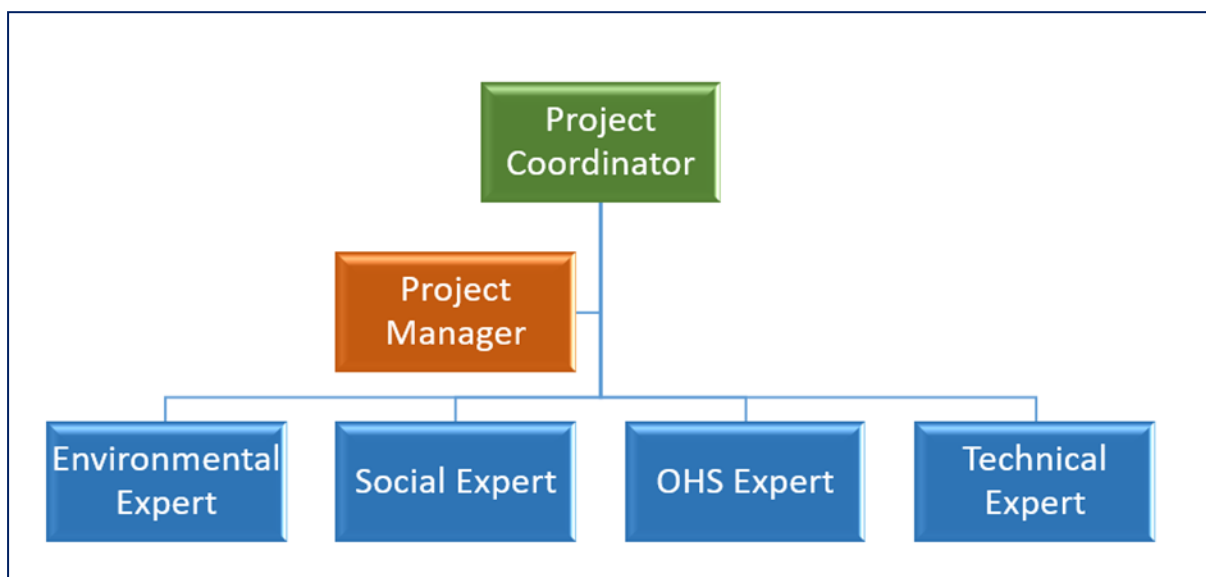 Project
Coordinator
Project
Manager
Environmental
Expert
Social Expert
OHS Expert
Technical
Expert